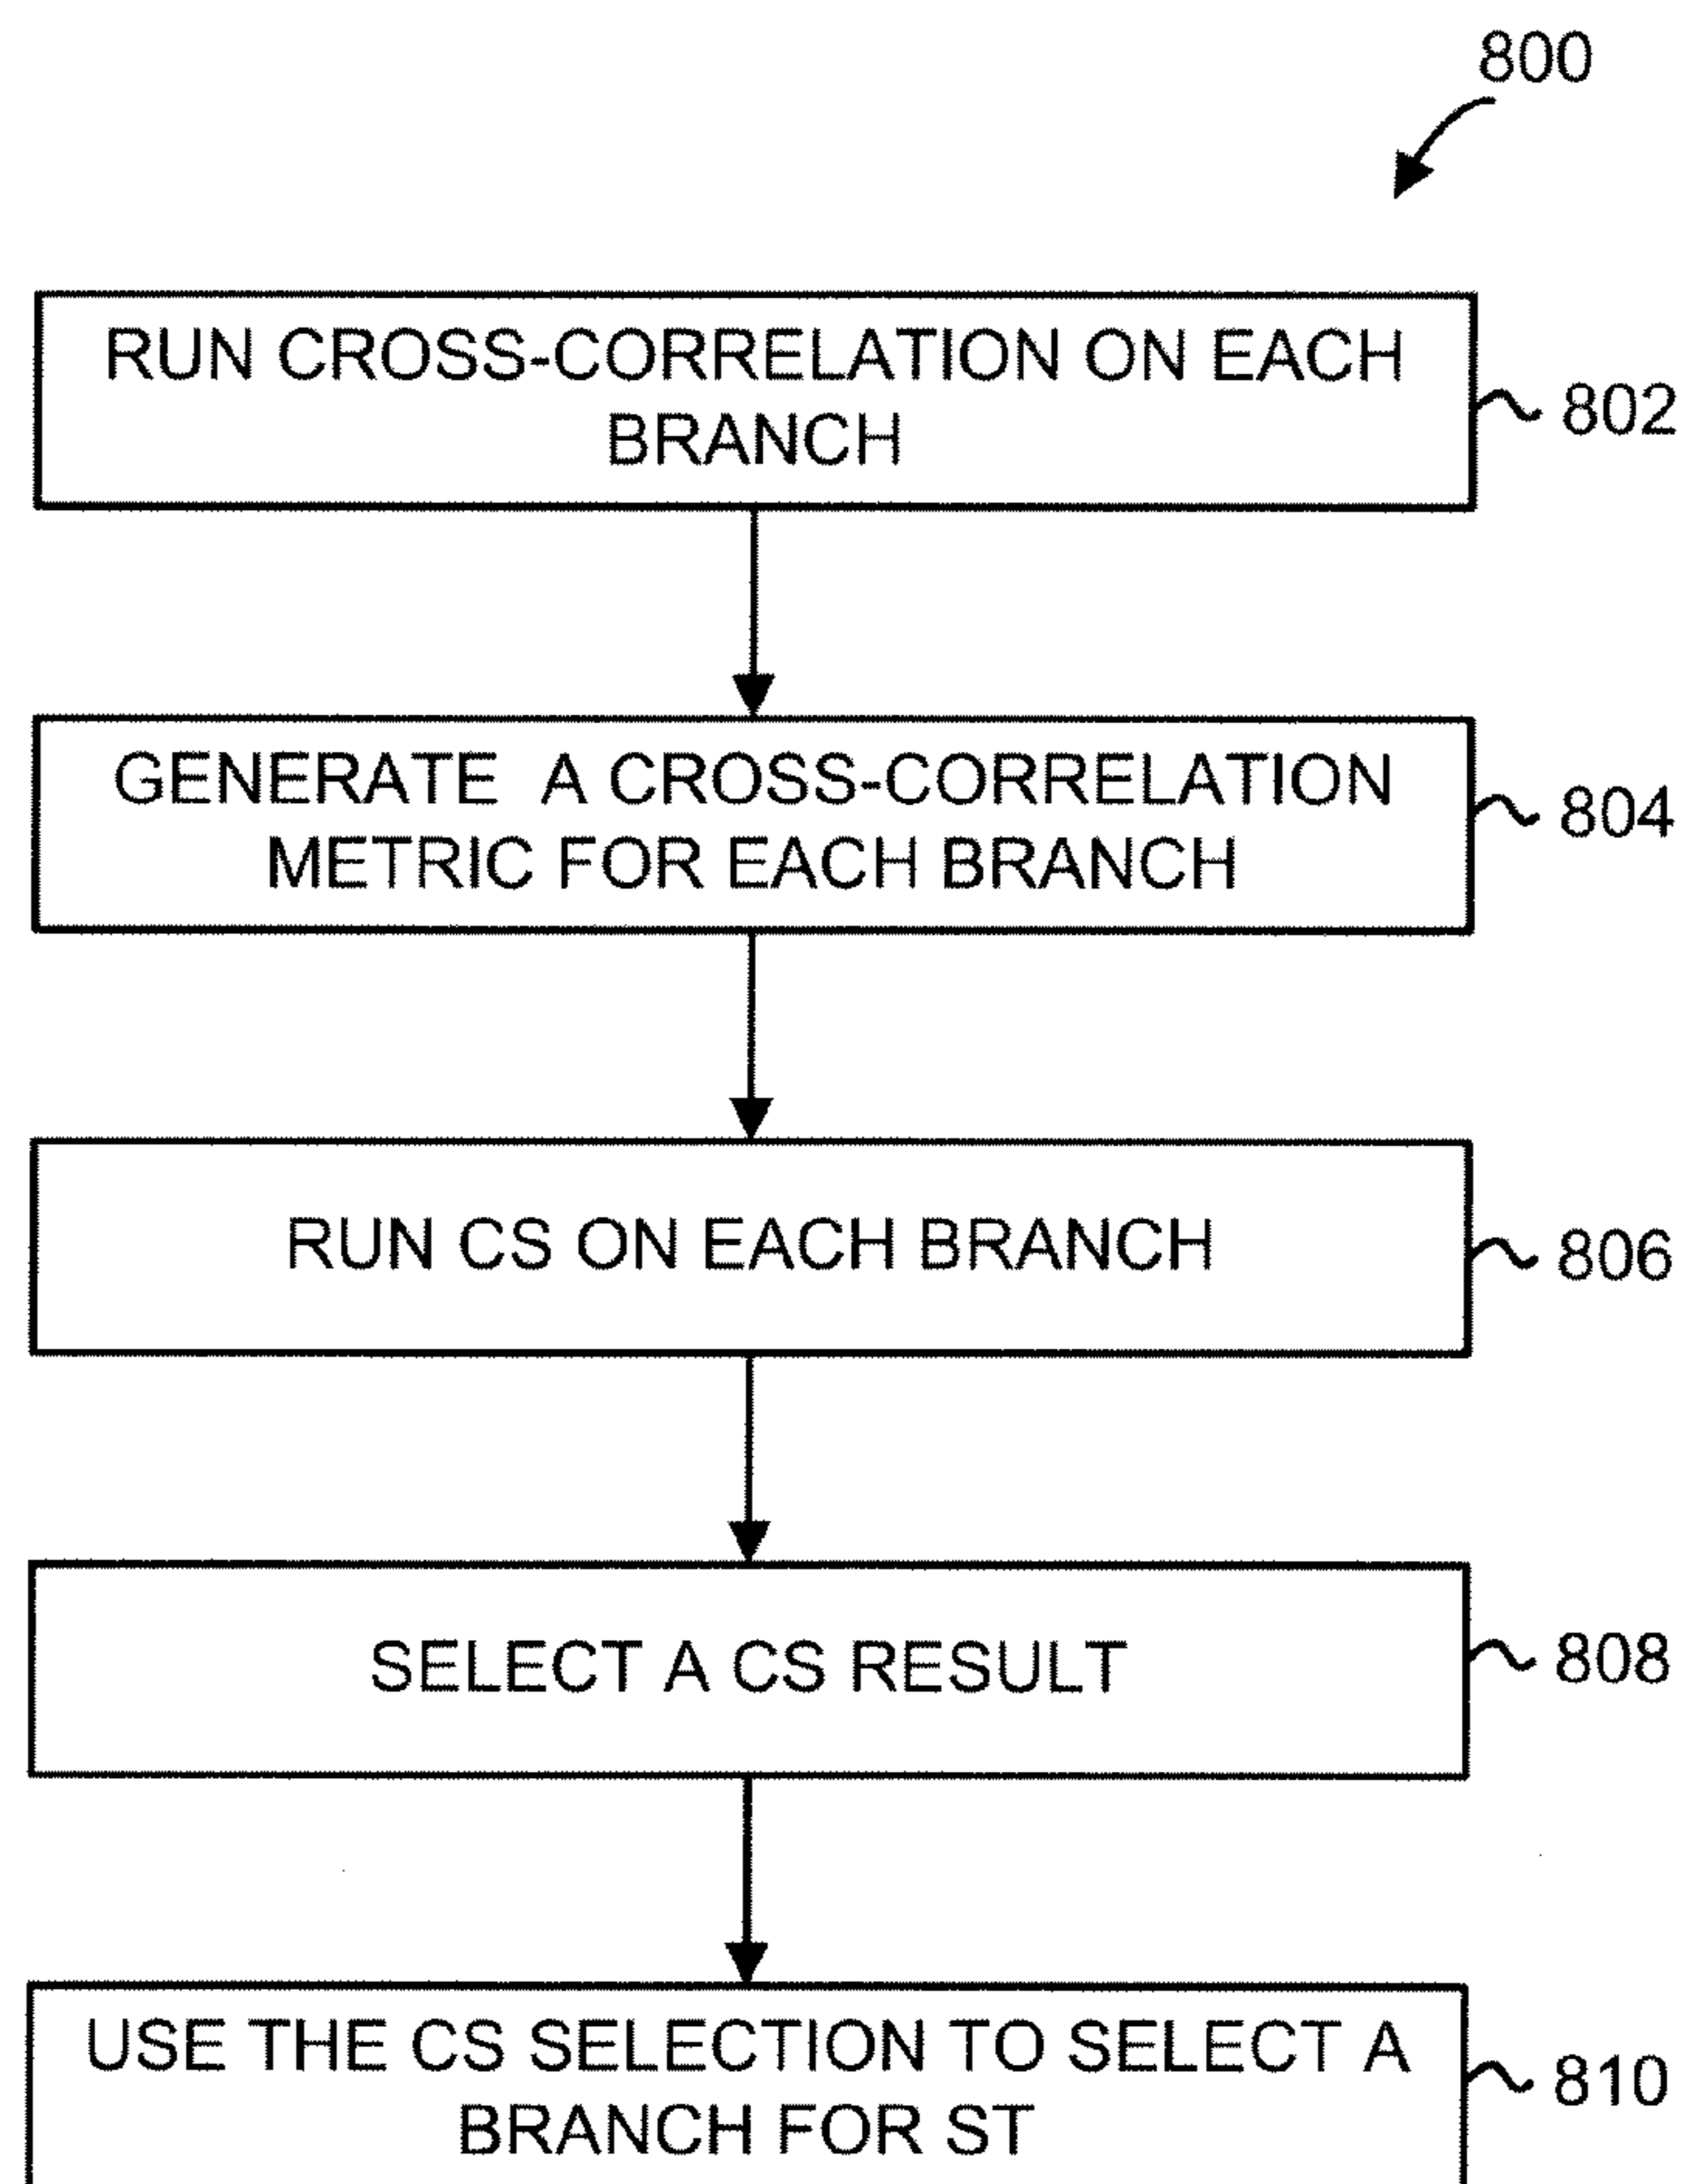 800
RUN CROSS-CORRELATION ON EACH
BRANCH
802
GENERATE A CROSS-CORRELATION
METRIC FOR EACH BRANCH
804
RUN CS ON EACH BRANCH
806
SELECT A CS RESULT
808
USE THE CS SELECTION TO SELECT A
BRANCH FOR ST
810